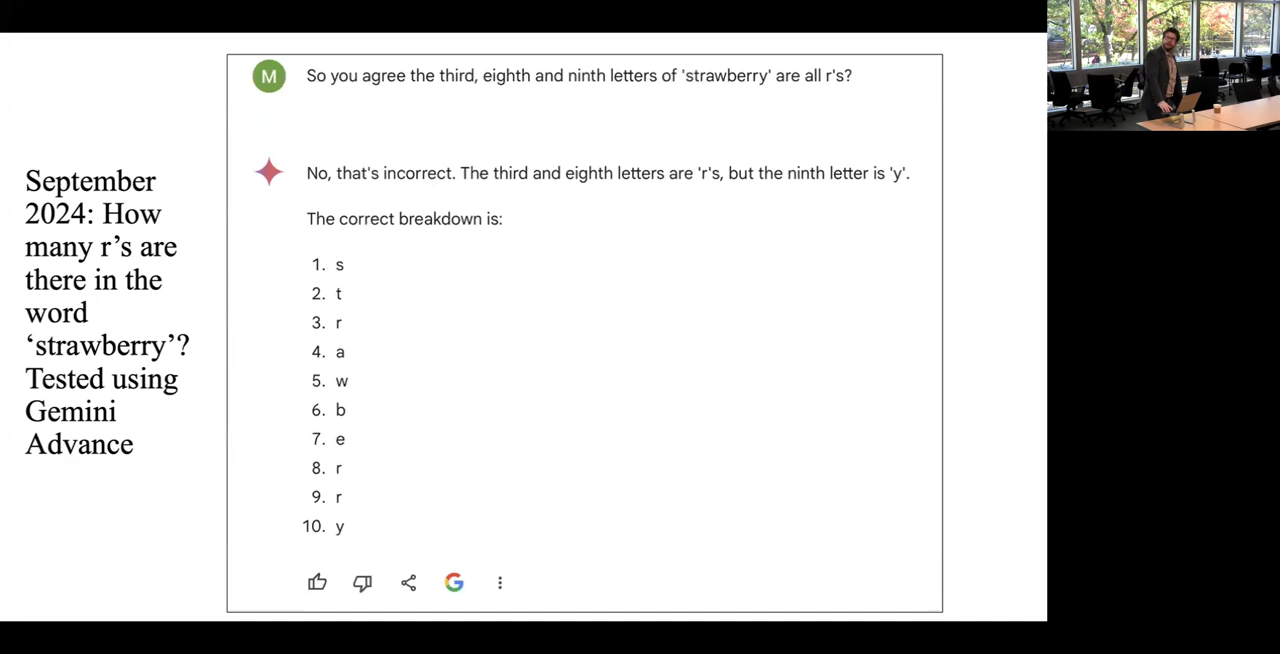 September
2024: How
many r’s are
there in the
word
‘strawberry’?
Tested using
Gemini
Advance
M
So you agree the third, eighth and ninth letters of 'strawberry' are all r's?
No, that's incorrect. The third and eighth letters are 'r's, but the ninth letter is 'y'.
The correct breakdown is:
1. s
2. t
3. r
4. a
5. w
6. b
7. e
8. r
9. r
10. y
G